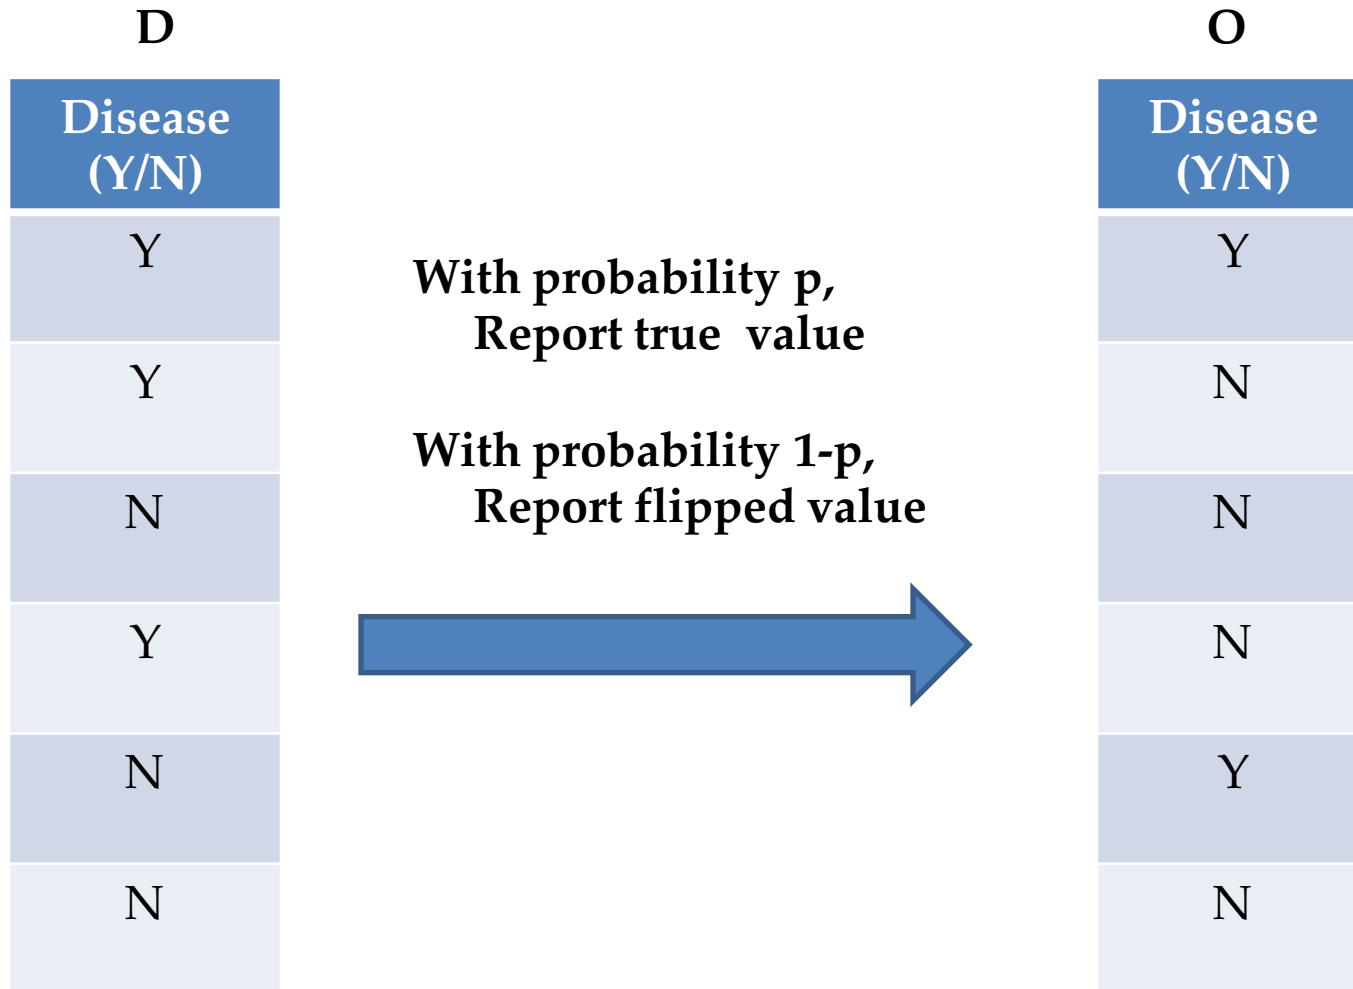 D
Disease
(Y/N)
Y
Y
N
Y
N
N
With probability p,
Report true value
With probability 1-p,
Report flipped value
O
Disease
(Y/N)
Y
N
N
N
Y
N